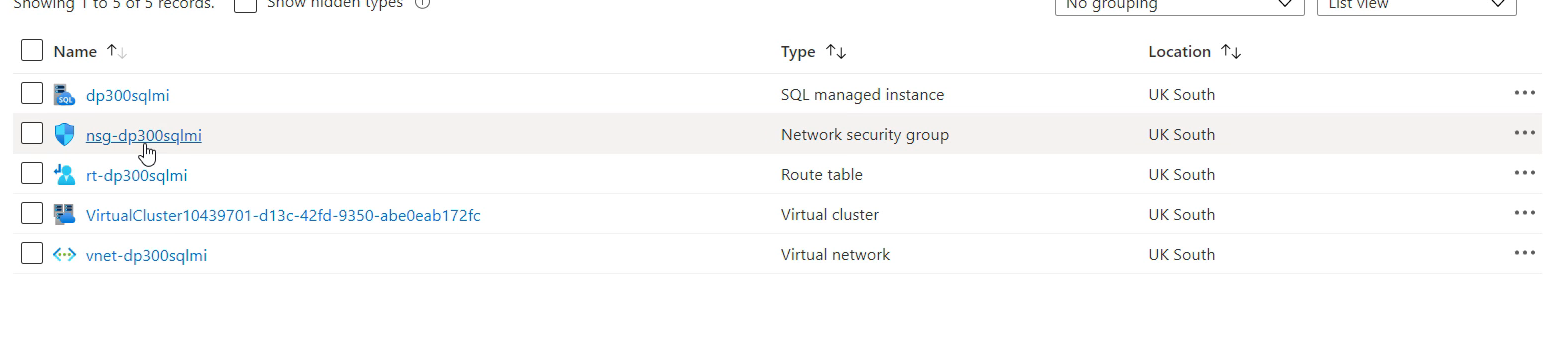 Showing 1 to 5 of 5 records. Show hidden types No grouping List view
Name Type Location
SQL dp300sqlmi SQL managed instance UK South
nsg-dp300sqlmi Network security group UK South
rt-dp300sqlmi Route table UK South
VirtualCluster10439701-d13c-42fd-9350-abe0eab172fc Virtual cluster UK South
vnet-dp300sqlmi Virtual network UK South